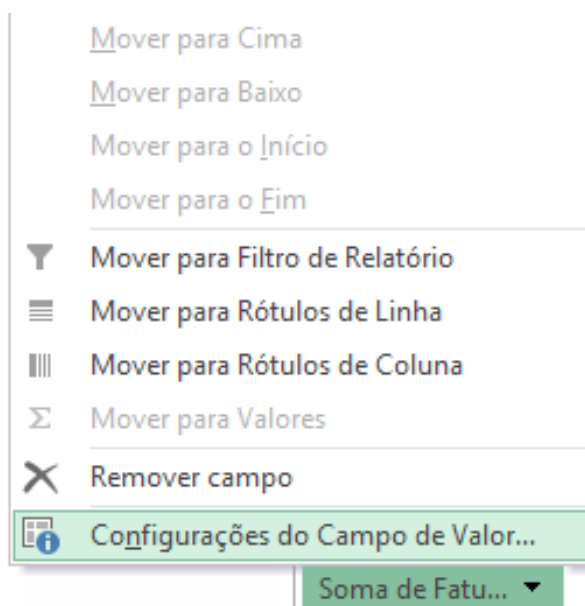 Mover para Cima
Mover para Baixo
Mover para o Início
Mover para o Fim
Mover para Filtro de Relatório
Mover para Rótulos de Linha
Mover para Rótulos de Coluna
Σ Mover para Valores
Remover campo
Configurações do Campo de Valor...
Soma de Fatu...